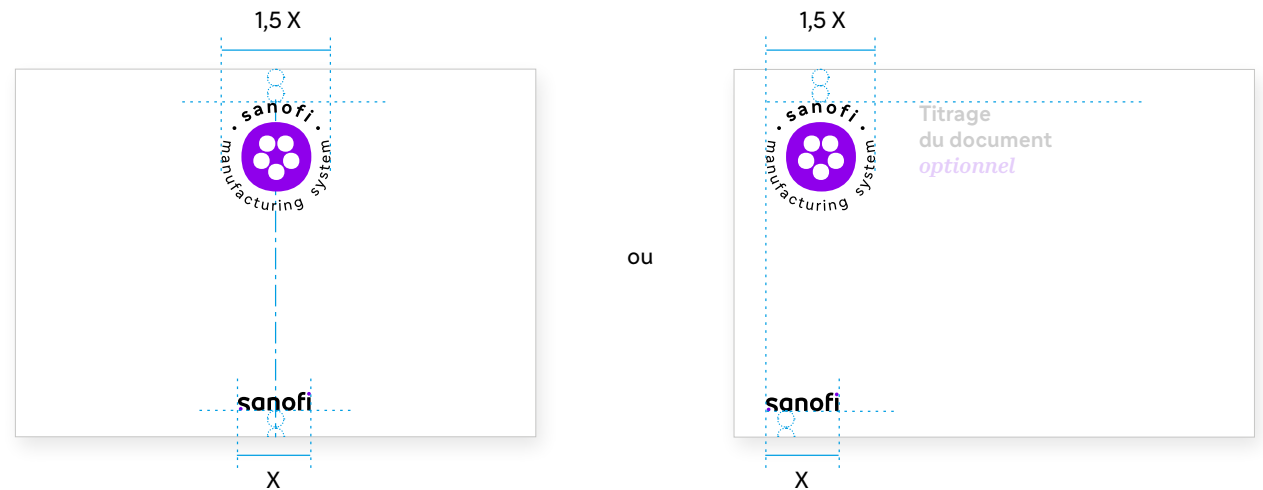 1,5 X
• sanofi •
manufacturing system
sanofi
X
ou
1,5 X
• sanofi •
manufacturing system
Titrage
du document
optionnel
sanofi
X